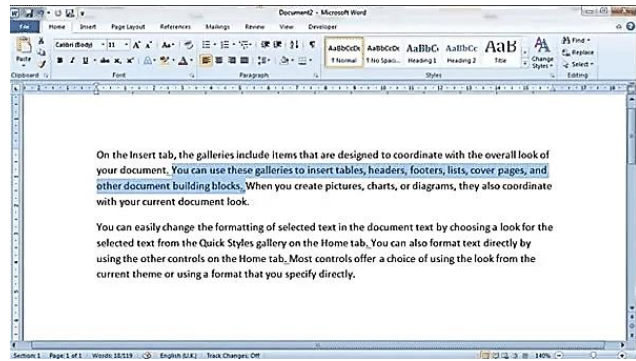 Document2 - Microsoft Word
File Home Insert Page Layout References Mailings Review View Developer
Calibri (Body) 11
Paste
B I U
AaBbCcDc AaBbCcDc AaBbC AaBbCc AaB
¶ Normal ¶ No Spaci... Heading 1 Heading 2 Title
Change Styles
Find
Replace
Select
Clipboard Font Paragraph Styles Editing
On the Insert tab, the galleries include items that are designed to coordinate with the overall look of
your document. You can use these galleries to insert tables, headers, footers, lists, cover pages, and
other document building blocks. When you create pictures, charts, or diagrams, they also coordinate
with your current document look.
You can easily change the formatting of selected text in the document text by choosing a look for the
selected text from the Quick Styles gallery on the Home tab. You can also format text directly by
using the other controls on the Home tab. Most controls offer a choice of using the look from the
current theme or using a format that you specify directly.
Section: 1 Page: 1 of 1 Words: 18/119 English (U.K.) Track Changes: Off 140%